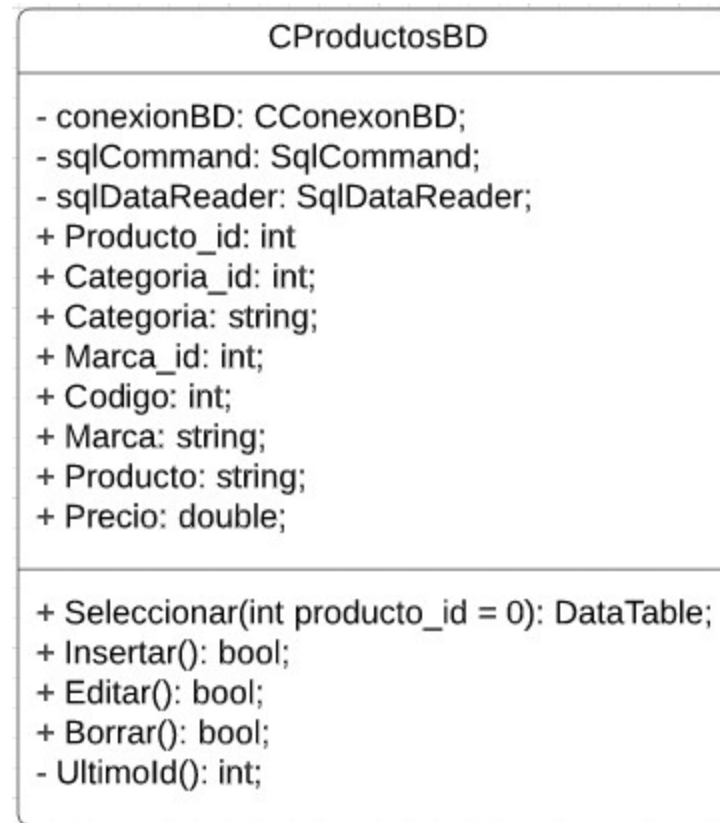 CProductosBD
- conexionBD: CConexonBD;
- sqlCommand: SqlCommand;
- sqlDataReader: SqlDataReader;
+ Producto_id: int
+ Categoria_id: int;
+ Categoria: string;
+ Marca_id: int;
+ Codigo: int;
+ Marca: string;
+ Producto: string;
+ Precio: double;
+ Seleccionar(int producto_id = 0): DataTable;
+ Insertar(): bool;
+ Editar(): bool;
+ Borrar(): bool;
- UltimoId(): int;